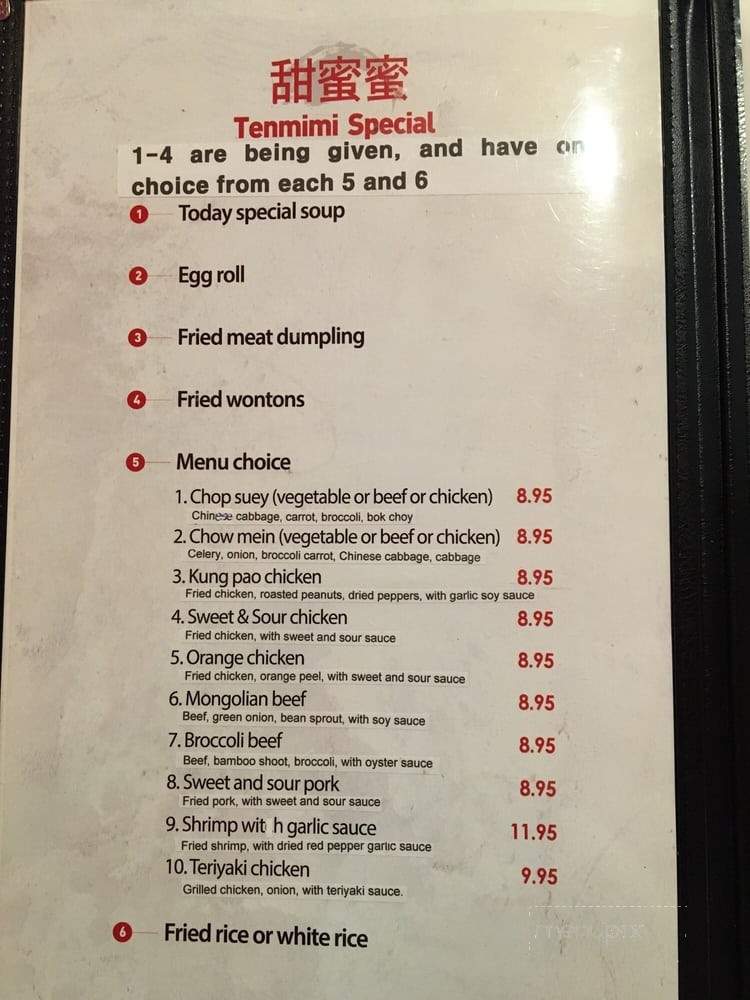 甜蜜蜜
Tenmimi Special
1-4 are being given, and have on
choice from each 5 and 6
1 Today special soup
2 Egg roll
3 Fried meat dumpling
4 Fried wontons
5 Menu choice
1. Chop suey (vegetable or beef or chicken) 8.95
Chinese cabbage, carrot, broccoli, bok choy
2. Chow mein (vegetable or beef or chicken) 8.95
Celery, onion, broccoli carrot, Chinese cabbage, cabbage
3. Kung pao chicken 8.95
Fried chicken, roasted peanuts, dried peppers, with garlic soy sauce
4. Sweet & Sour chicken 8.95
Fried chicken, with sweet and sour sauce
5. Orange chicken 8.95
Fried chicken, orange peel, with sweet and sour sauce
6. Mongolian beef 8.95
Beef, green onion, bean sprout, with soy sauce
7. Broccoli beef 8.95
Beef, bamboo shoot, broccoli, with oyster sauce
8. Sweet and sour pork 8.95
Fried pork, with sweet and sour sauce
9. Shrimp wit h garlic sauce 11.95
Fried shrimp, with dried red pepper garlic sauce
10. Teriyaki chicken 9.95
Grilled chicken, onion, with teriyaki sauce.
6 Fried rice or white rice